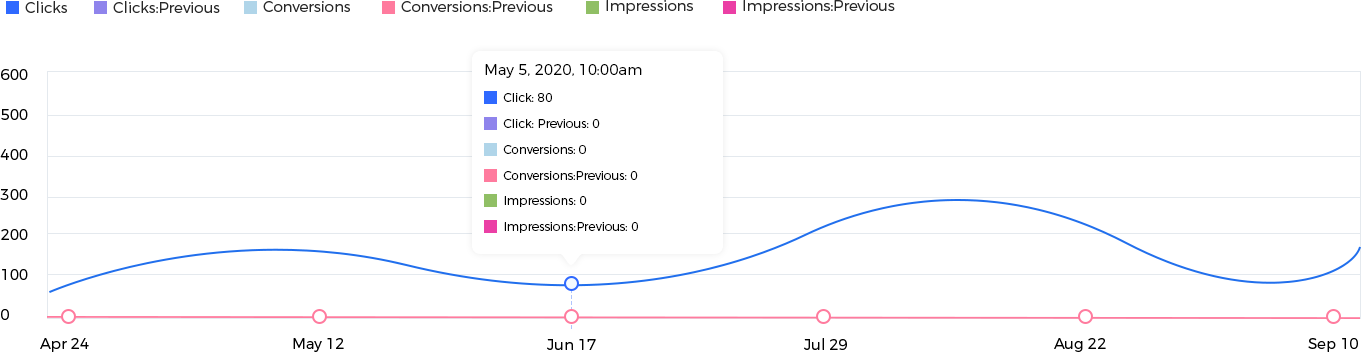 Clicks Clicks:Previous Conversions Conversions:Previous Impressions Impressions:Previous
600
500
400
300
200
100
0
May 5, 2020, 10:00am
Click: 80
Click: Previous: 0
Conversions: 0
Conversions:Previous: 0
Impressions: 0
Impressions:Previous: 0
Apr 24 May 12 Jun 17 Jul 29 Aug 22 Sep 10